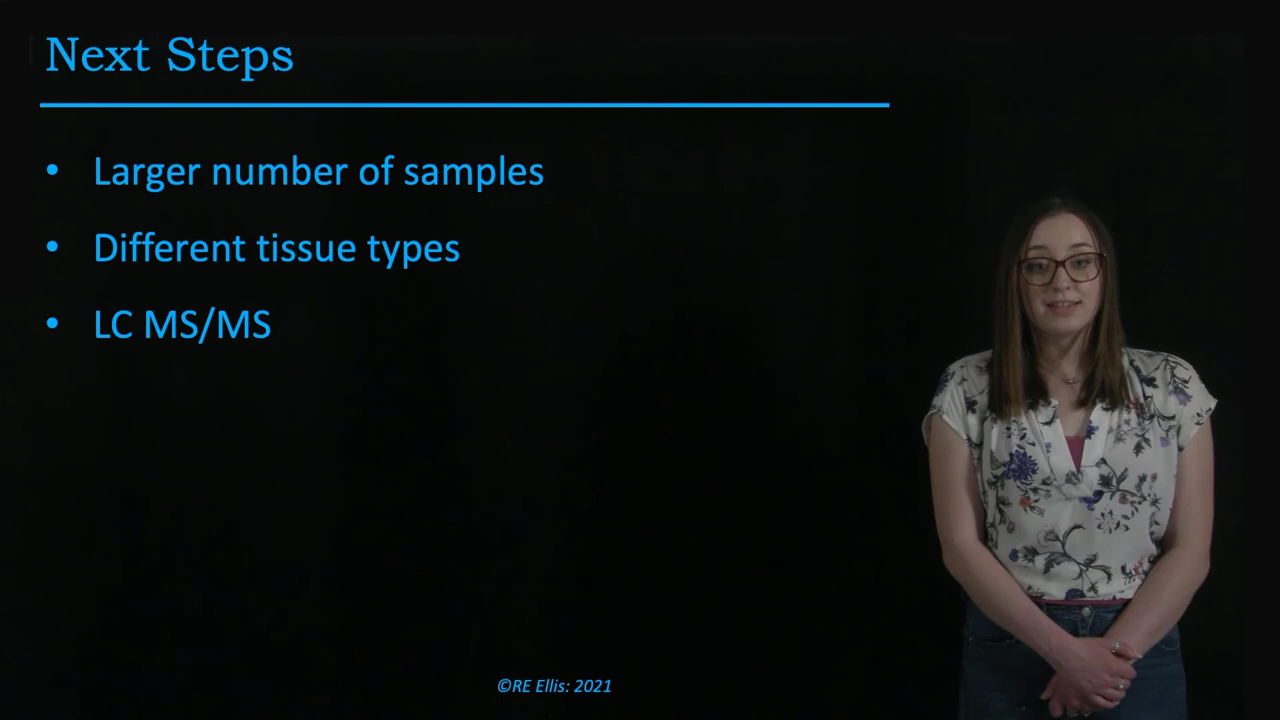 Next Steps
• Larger number of samples
• Different tissue types
• LC MS/MS
©RE Ellis: 2021